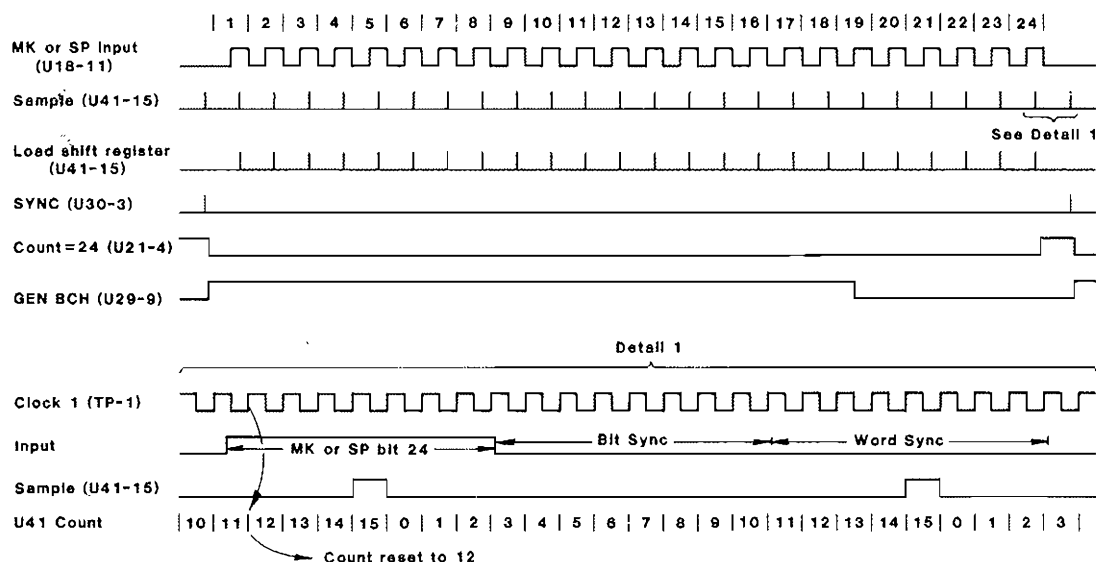 1 2 3 4 5 6 7 8 9 10 11 12 13 14 15 16 17 18 19 20 21 22 23 24
MK or SP Input
(U18-11)
Sample (U41-15)
See Detail 1
Load shift register
(U41-15)
SYNC (U30-3)
Count=24 (U21-4)
GEN BCH (U29-9)
Detail 1
Clock 1 (TP-1)
Input
MK or SP bit 24
Bit Sync
Word Sync
Sample (U41-15)
U41 Count
10 11 12 13 14 15 0 1 2 3 4 5 6 7 8 9 10 11 12 13 14 15 0 1 2 3
Count reset to 12